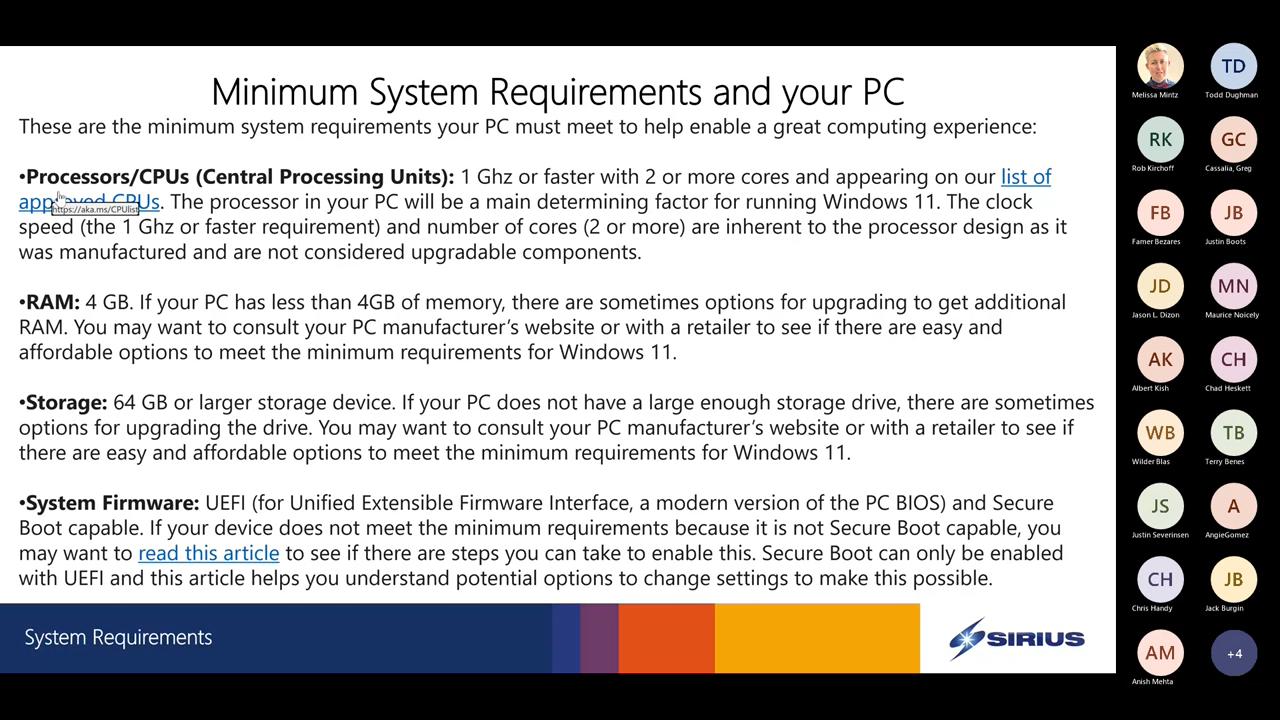 Minimum System Requirements and your PC
These are the minimum system requirements your PC must meet to help enable a great computing experience:
•Processors/CPUs (Central Processing Units): 1 Ghz or faster with 2 or more cores and appearing on our list of
approved CPUs. The processor in your PC will be a main determining factor for running Windows 11. The clock
https://aka.ms/CPUlist
speed (the 1 Ghz or faster requirement) and number of cores (2 or more) are inherent to the processor design as it
was manufactured and are not considered upgradable components.
•RAM: 4 GB. If your PC has less than 4GB of memory, there are sometimes options for upgrading to get additional
RAM. You may want to consult your PC manufacturer’s website or with a retailer to see if there are easy and
affordable options to meet the minimum requirements for Windows 11.
•Storage: 64 GB or larger storage device. If your PC does not have a large enough storage drive, there are sometimes
options for upgrading the drive. You may want to consult your PC manufacturer’s website or with a retailer to see if
there are easy and affordable options to meet the minimum requirements for Windows 11.
•System Firmware: UEFI (for Unified Extensible Firmware Interface, a modern version of the PC BIOS) and Secure
Boot capable. If your device does not meet the minimum requirements because it is not Secure Boot capable, you
may want to read this article to see if there are steps you can take to enable this. Secure Boot can only be enabled
with UEFI and this article helps you understand potential options to change settings to make this possible.
System Requirements
SIRIUS
TD
Melissa Mintz
Todd Dughman
RK
GC
Rob Kirchoff
Cassalia, Greg
FB
JB
Famer Bezares
Justin Boots
JD
MN
Jason L. Dizon
Maurice Noicely
AK
CH
Albert Kish
Chad Heskett
WB
TB
Wilder Blas
Terry Benes
JS
A
Justin Severinsen
AngieGomez
CH
JB
Chris Handy
Jack Burgin
AM
+4
Anish Mehta